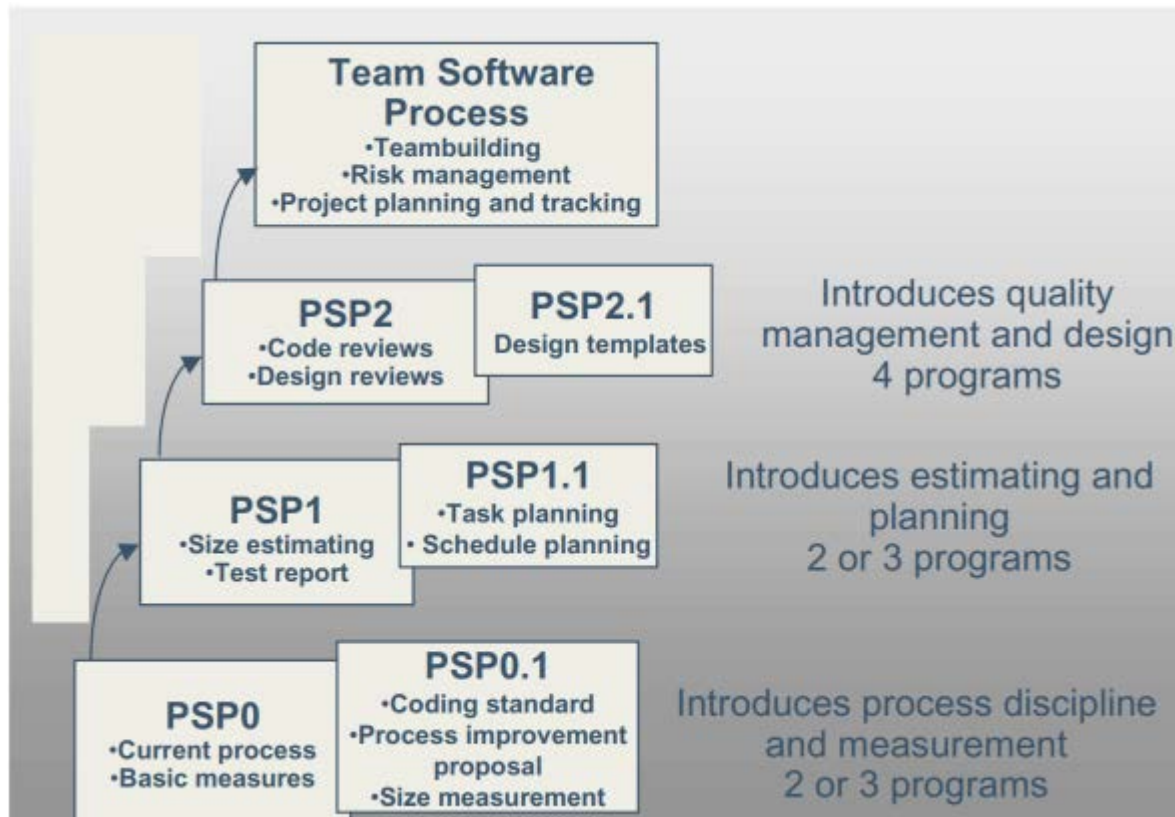 Team Software
Process
•Teambuilding
•Risk management
•Project planning and tracking
PSP2
•Code reviews
•Design reviews
PSP2.1
Design templates
Introduces quality
management and design
4 programs
PSP1
•Size estimating
•Test report
PSP1.1
•Task planning
• Schedule planning
Introduces estimating and
planning
2 or 3 programs
PSP0
•Current process
•Basic measures
PSP0.1
•Coding standard
•Process improvement
proposal
•Size measurement
Introduces process discipline
and measurement
2 or 3 programs